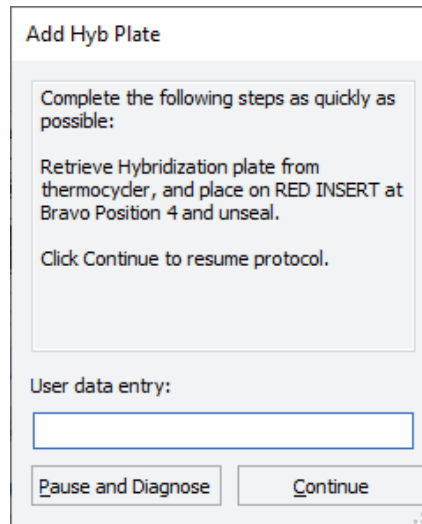 Add Hyb Plate
Complete the following steps as quickly as
possible:
Retrieve Hybridization plate from
thermocycler, and place on RED INSERT at
Bravo Position 4 and unseal.
Click Continue to resume protocol.
User data entry:
Pause and Diagnose
Continue